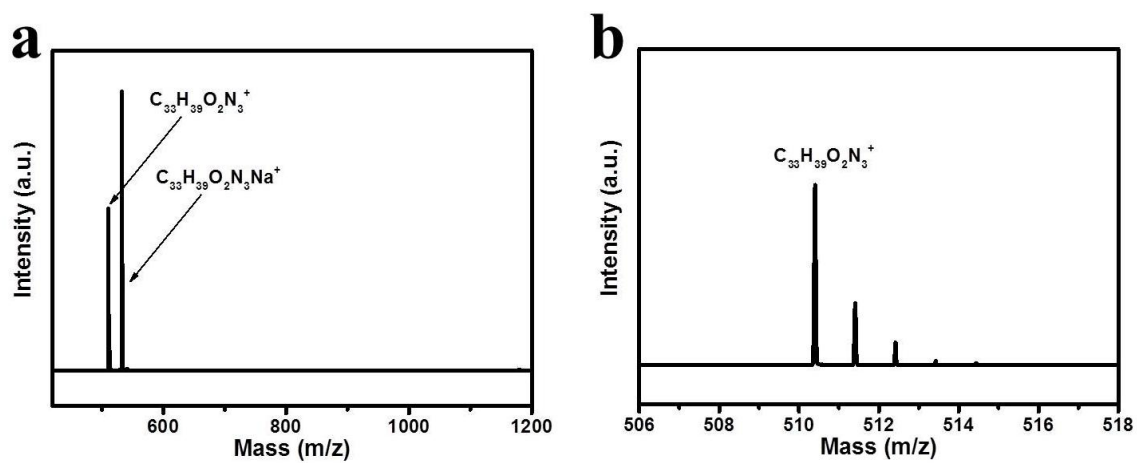 a
C₃₃H₃₉O₂N₃⁺
C₃₃H₃₉O₂N₃Na⁺
Intensity (a.u.)
600 800 1000 1200
Mass (m/z)
b
C₃₃H₃₉O₂N₃⁺
Intensity (a.u.)
506 508 510 512 514 516 518
Mass (m/z)